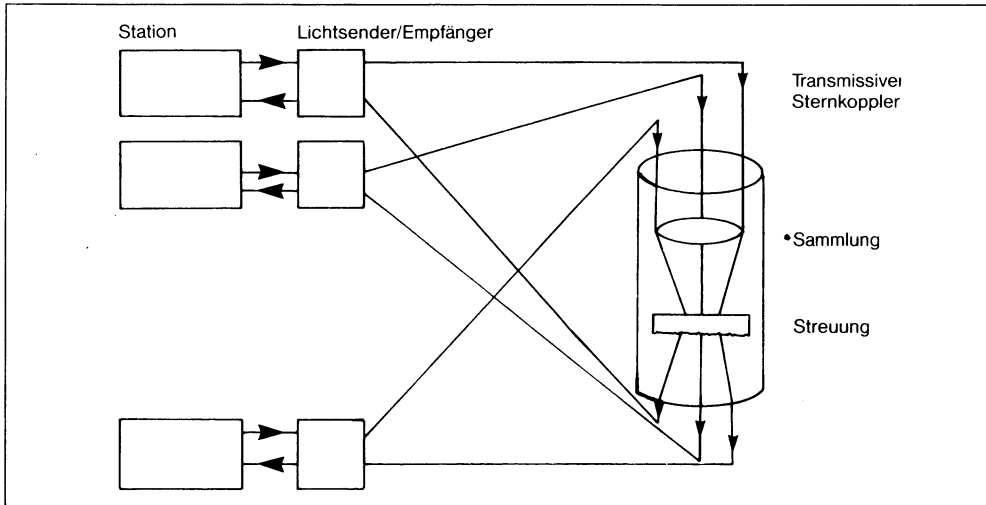 Station
Lichtsender/Empfänger
Transmissiver
Sternkoppler
Sammlung
Streuung